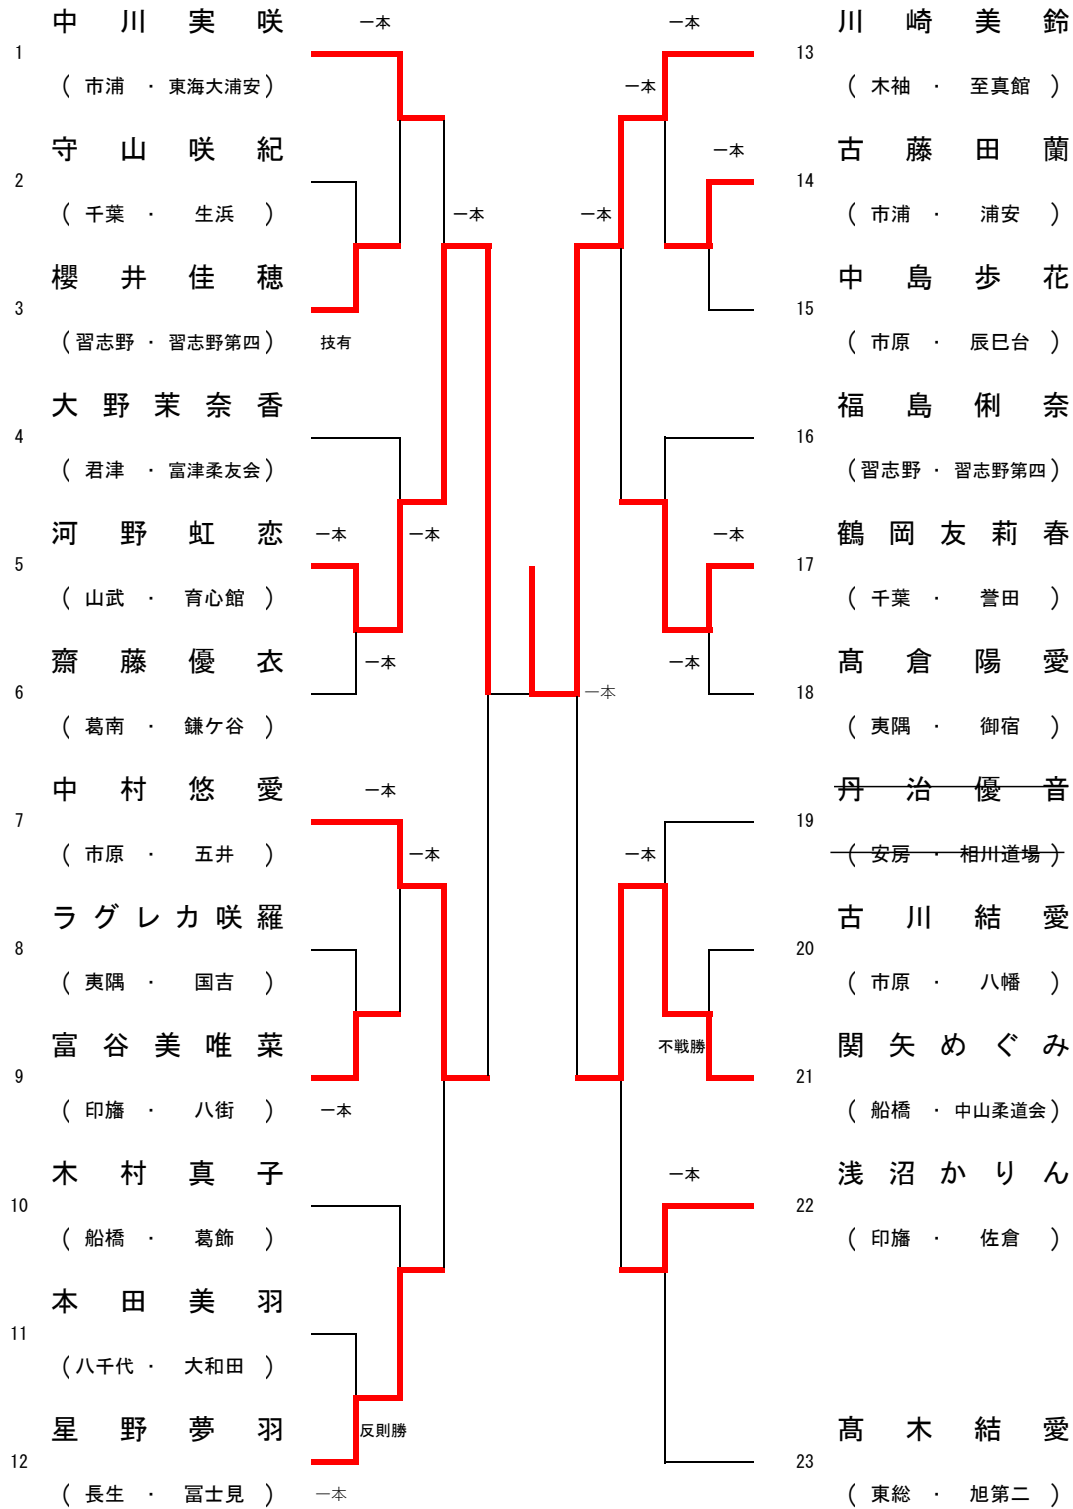 中川実咲
一本
1
（市浦・東海大浦安）
守山咲紀
2
（千葉・生浜）
一本
櫻井佳穂
3
（習志野・習志野第四）
技有
大野茉奈香
4
（君津・富津柔友会）
河野虹恋
一本
一本
5
（山武・育心館）
齋藤優衣
一本
6
（葛南・鎌ケ谷）
中村悠愛
一本
7
（市原・五井）
一本
ラグレカ咲羅
8
（夷隅・国吉）
富谷美唯菜
9
（印旛・八街）
一本
木村真子
10
（船橋・葛飾）
本田美羽
11
（八千代・大和田）
星野夢羽
反則勝
12
（長生・冨士見）
一本
一本
川崎美鈴
13
一本
（木袖・至真館）
一本
古藤田蘭
14
一本
（市浦・浦安）
中島歩花
15
（市原・辰巳台）
福島俐奈
16
（習志野・習志野第四）
一本
鶴岡友莉春
17
（千葉・誉田）
一本
髙倉陽愛
18
一本
（夷隅・御宿）
丹治優音
19
一本
（安房・相川道場）
古川結愛
20
（市原・八幡）
不戦勝
関矢めぐみ
21
（船橋・中山柔道会）
一本
浅沼かりん
22
（印旛・佐倉）
髙木結愛
23
（東総・旭第二）